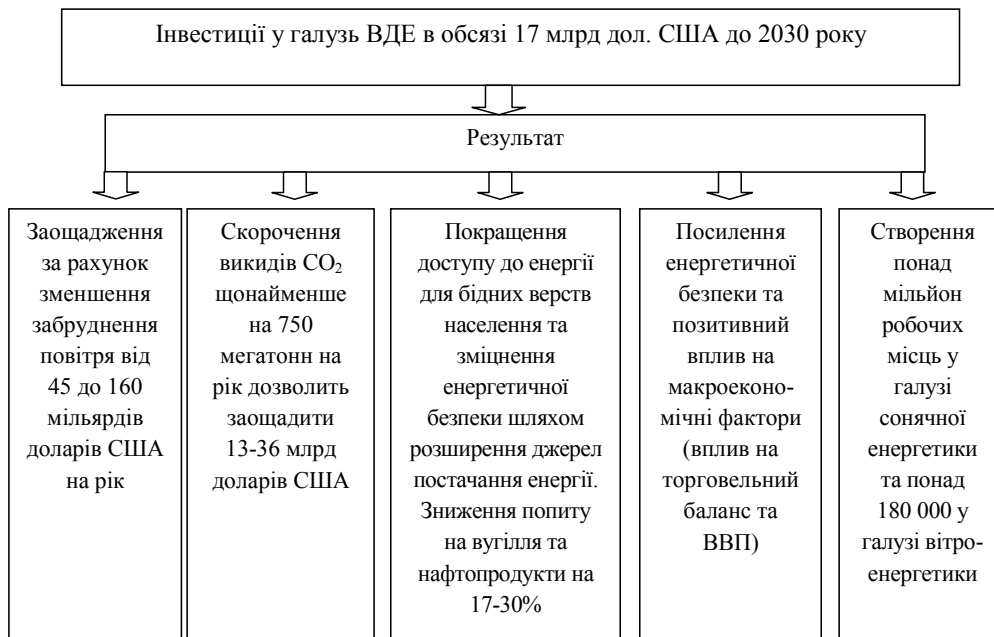 Інвестиції у галузь ВДЕ в обсязі 17 млрд дол. США до 2030 року
Результат
Заощадження
за рахунок
зменшення
забруднення
повітря від
45 до 160
мільярдів
доларів США
на рік
Скорочення
викидів CO₂
щонайменше
на 750
мегатонн на
рік дозволить
заощадити
13-36 млрд
доларів США
Покращення
доступу до енергії
для бідних верств
населення та
зміцнення
енергетичної
безпеки шляхом
розширення джерел
постачання енергії.
Зниження попиту
на вугілля та
нафтопродукти на
17-30%
Посилення
енергетичної
безпеки та
позитивний
вплив на
макроеконо-
мічні фактори
(вплив на
торговельний
баланс та
ВВП)
Створення
понад
мільйон
робочих
місць у
галузі
сонячної
енергетики
та понад
180 000 у
галузі вітро-
енергетики